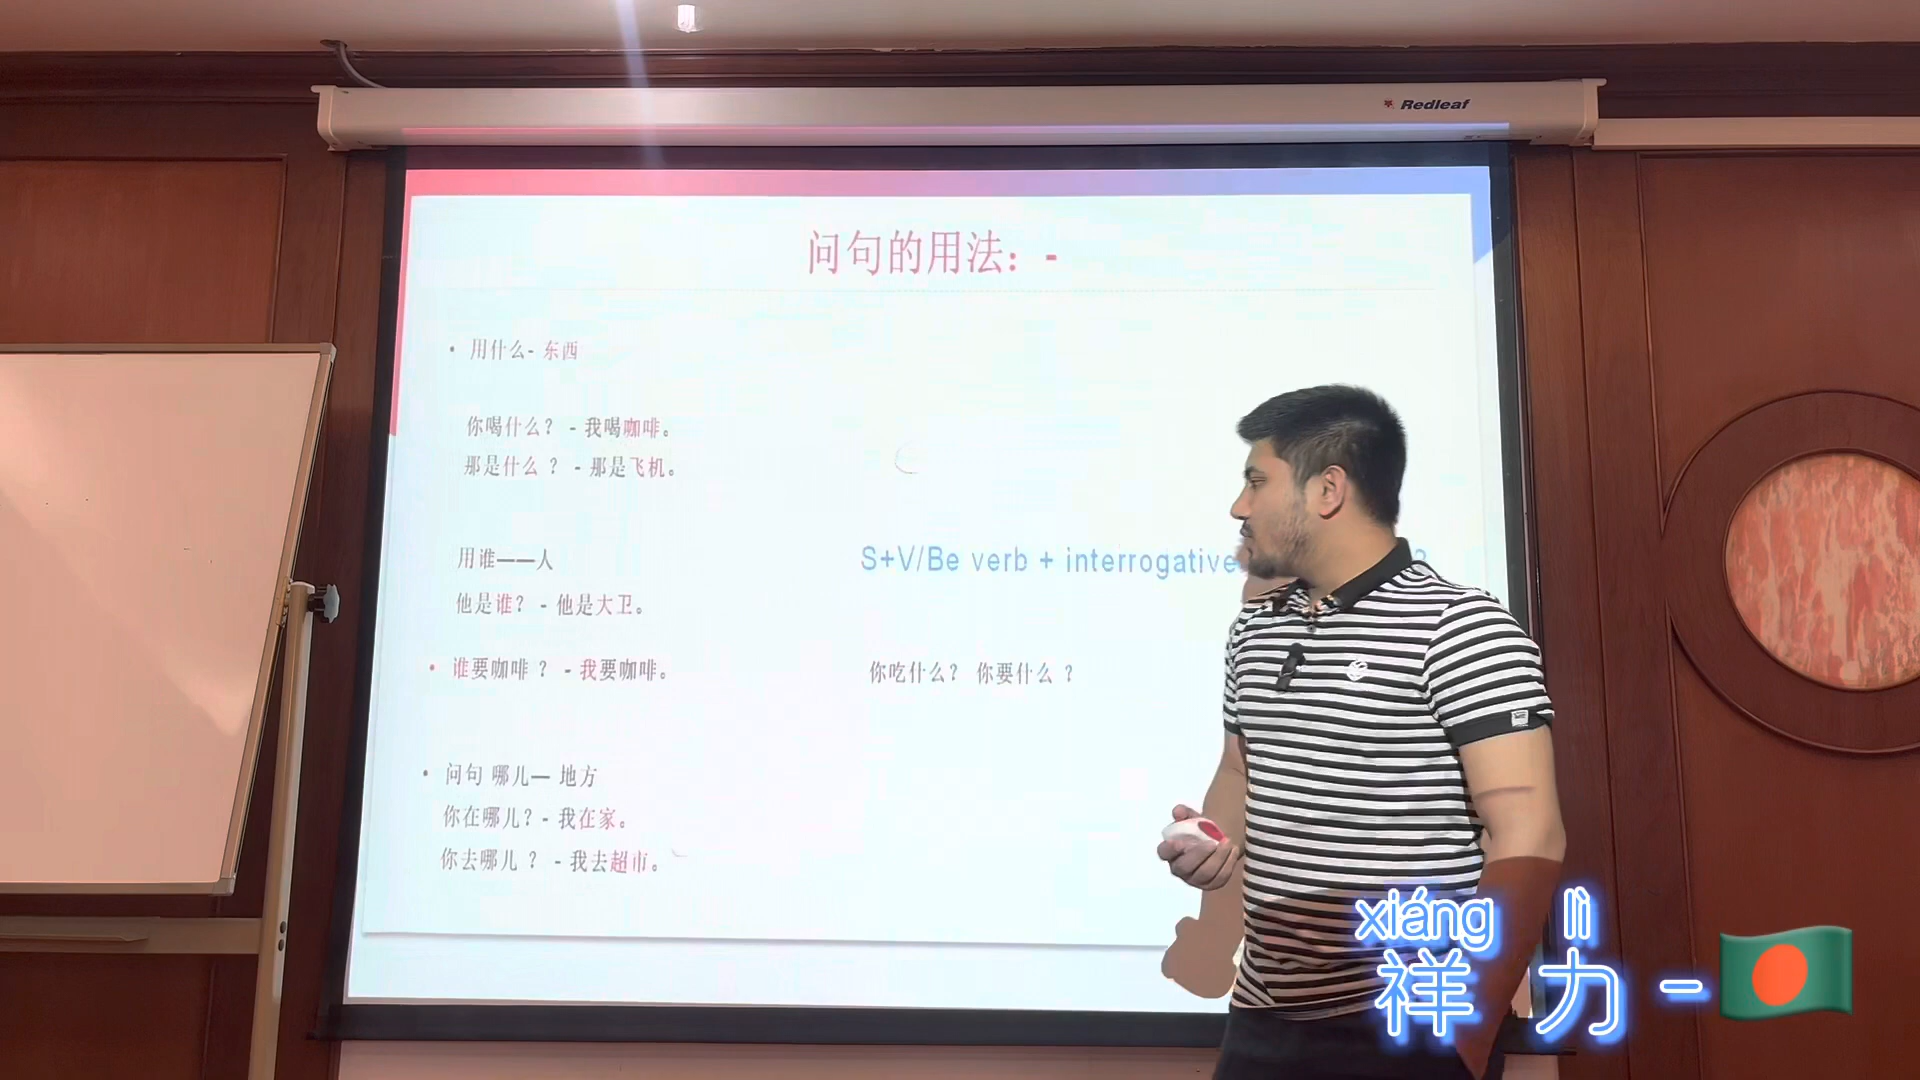 Redleaf
问句的用法：-
• 用什么- 东西
你喝什么？ - 我喝咖啡。
那是什么 ？ - 那是飞机。
用谁——人
他是谁？ - 他是大卫。
• 谁要咖啡 ？ - 我要咖啡。
• 问句 哪儿— 地方
你在哪儿？- 我在家。
你去哪儿 ？ - 我去超市。
S+V/Be verb + interrogative ?
你吃什么？ 你要什么 ？
xiáng lì
祥 力 -